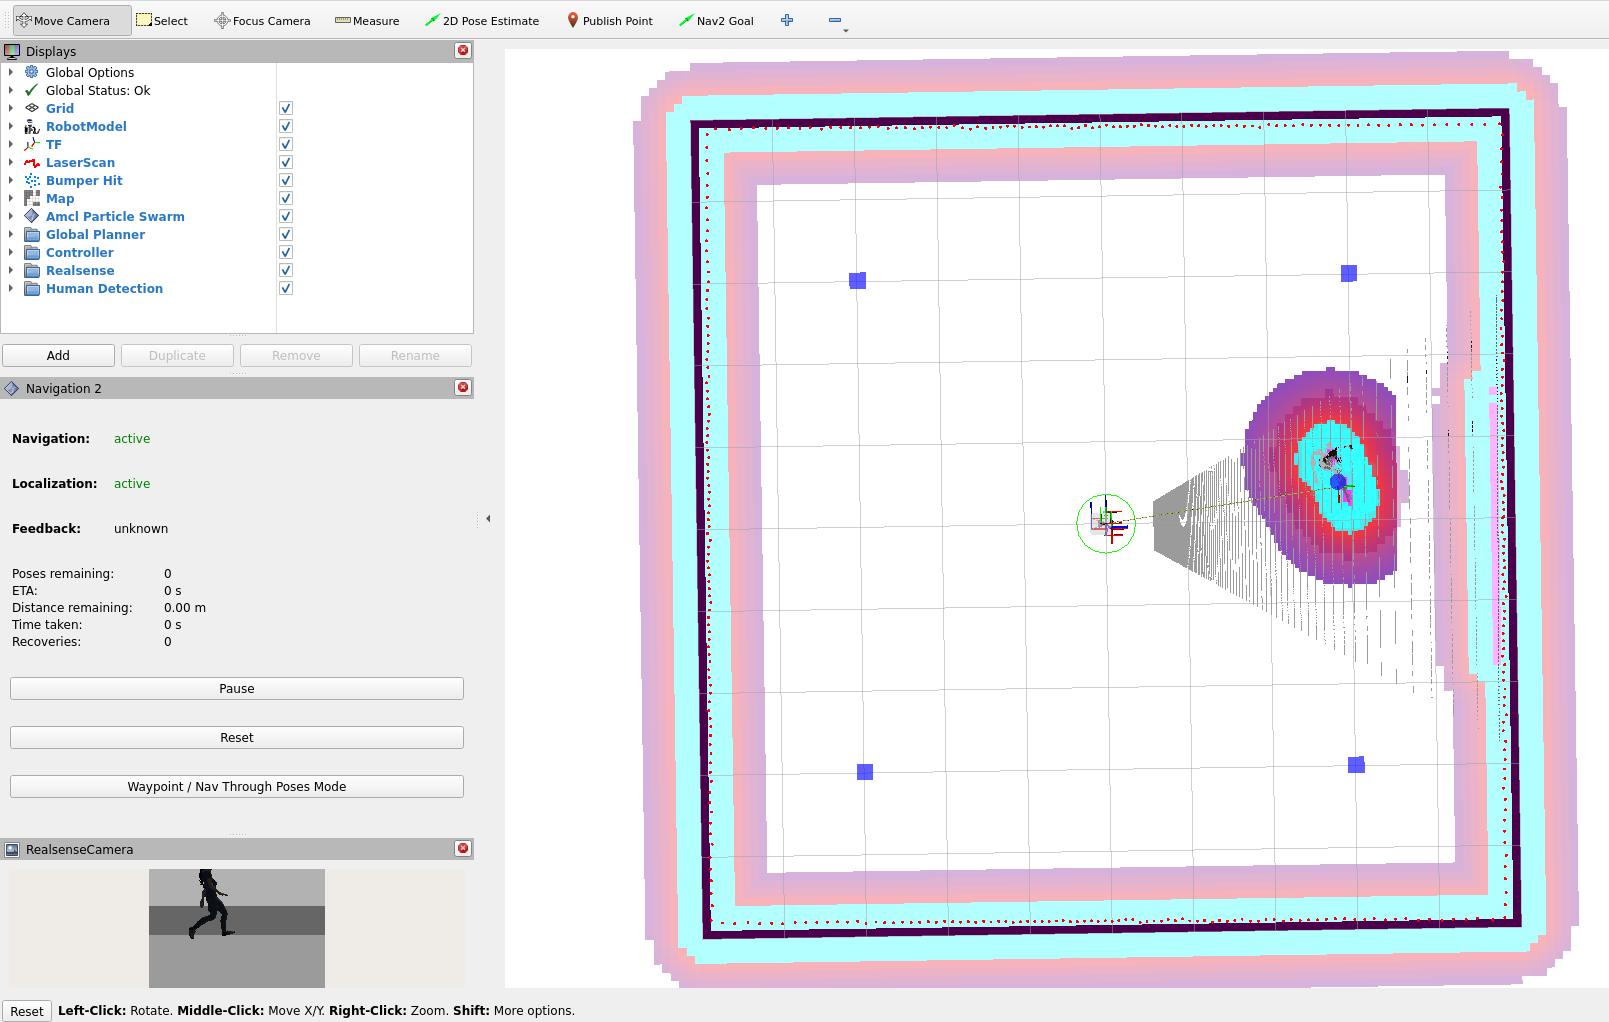 Move Camera Select Focus Camera Measure 2D Pose Estimate Publish Point Nav2 Goal
Displays
Global Options
Global Status: Ok
Grid
RobotModel
TF
LaserScan
Bumper Hit
Map
Amcl Particle Swarm
Global Planner
Controller
Realsense
Human Detection
Add Duplicate Remove Rename
Navigation 2
Navigation: active
Localization: active
Feedback: unknown
Poses remaining: 0
ETA: 0 s
Distance remaining: 0.00 m
Time taken: 0 s
Recoveries: 0
Pause
Reset
Waypoint / Nav Through Poses Mode
RealsenseCamera
Reset Left-Click: Rotate. Middle-Click: Move X/Y. Right-Click: Zoom. Shift: More options.